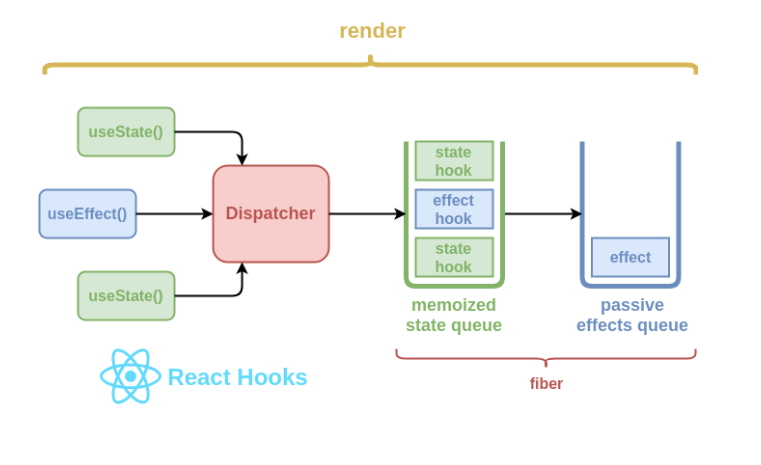 render
useState()
useEffect()
useState()
Dispatcher
state
hook
effect
hook
state
hook
effect
memoized
state queue
passive
effects queue
fiber
React Hooks